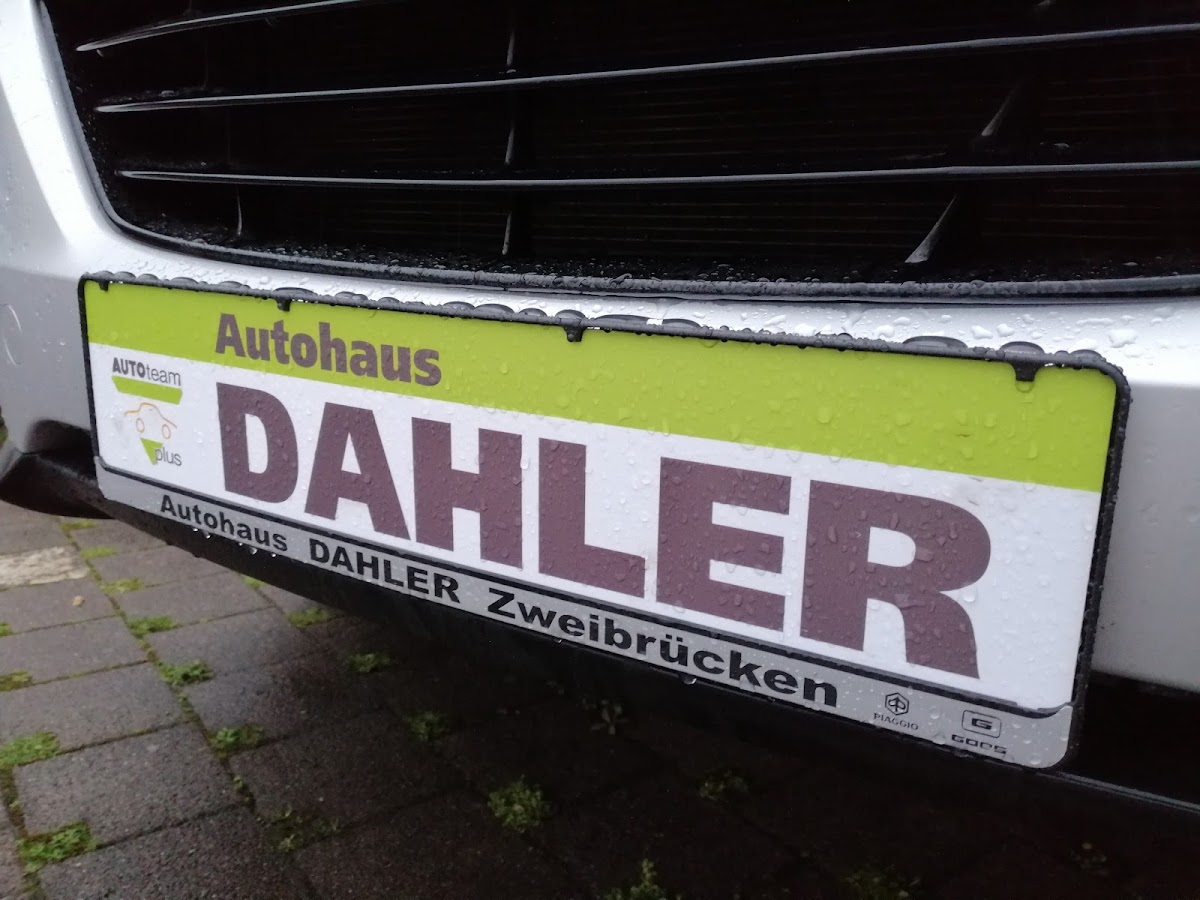 Autohaus
AUTOteam
plus
DAHLER
Autohaus DAHLER Zweibrücken
PIAGGIO
G
GOES